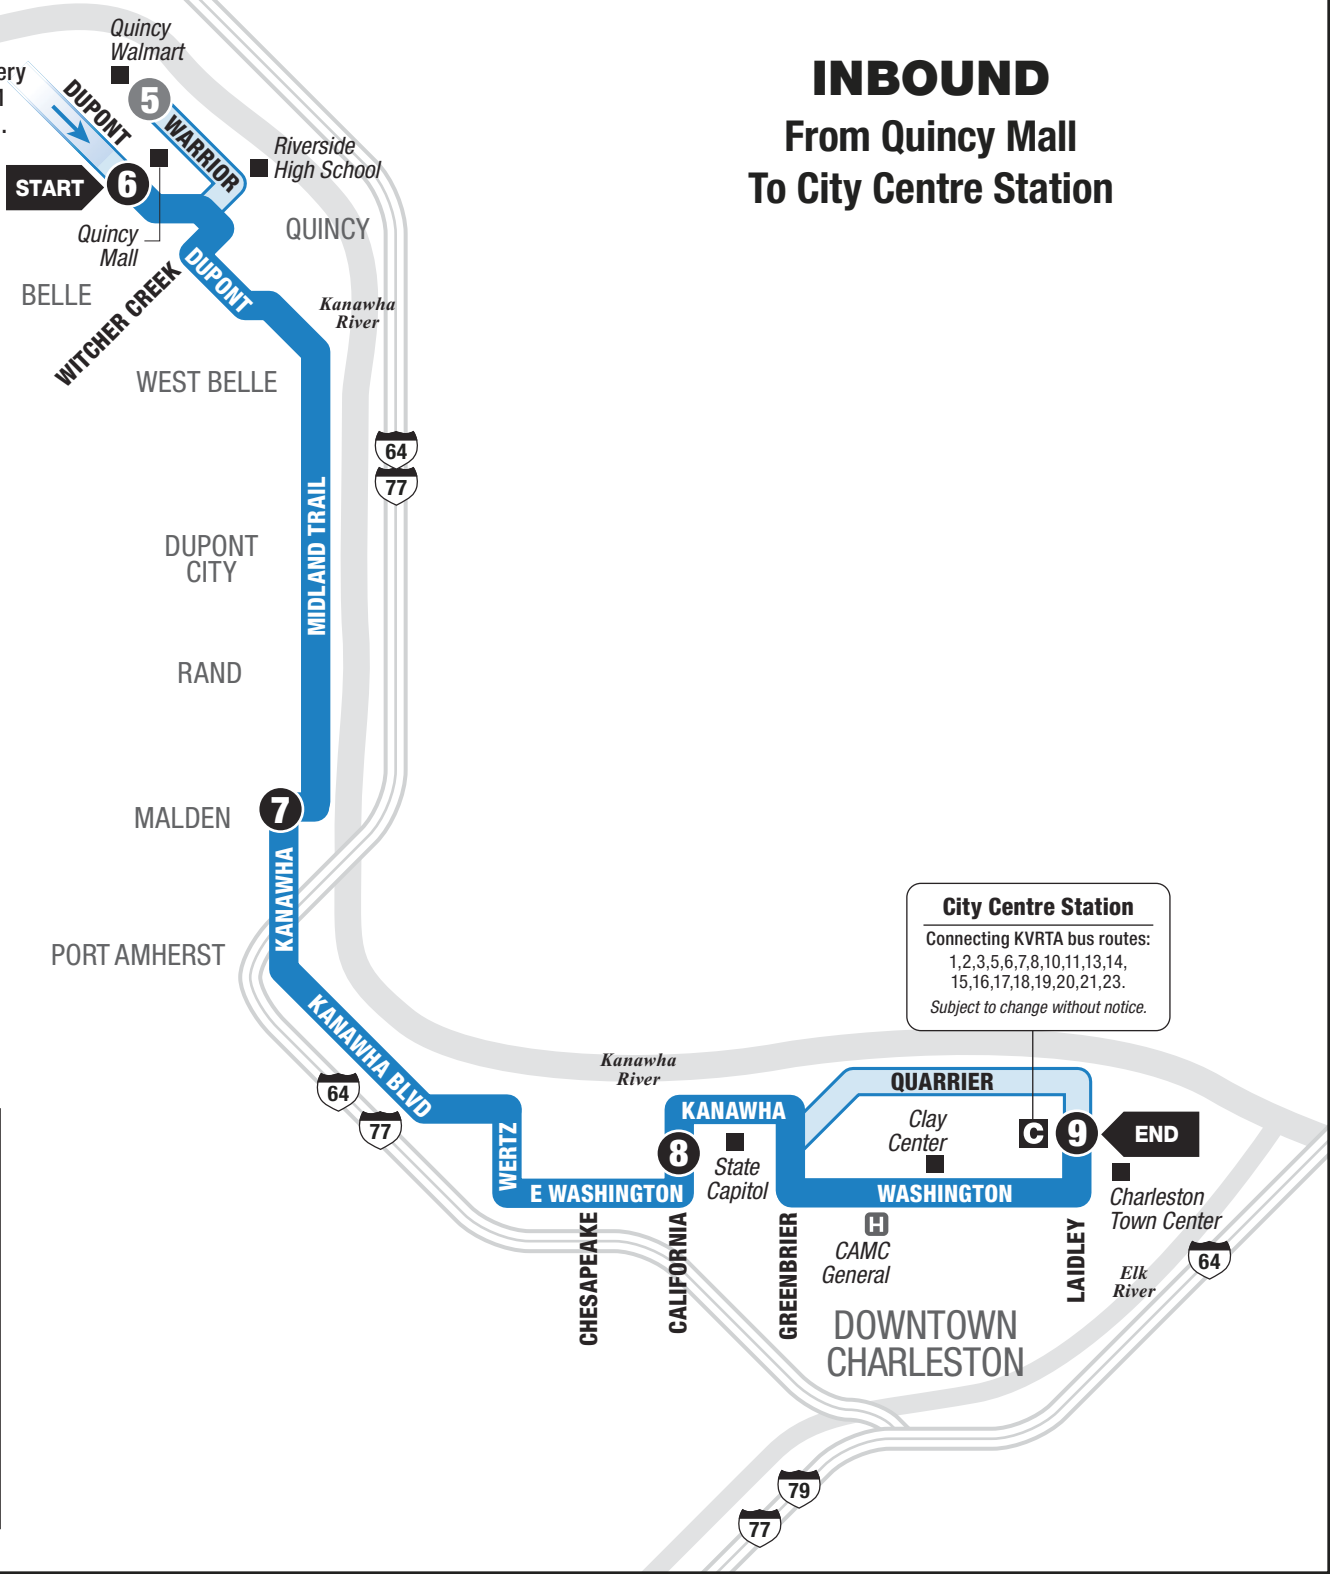 INBOUND
From Quincy Mall
To City Centre Station
Quincy
Walmart
5
DUPONT
WARRIOR
Riverside
High School
START
6
Quincy
Mall
QUINCY
BELLE
WITCHER CREEK
DUPONT
Kanawha
River
WEST BELLE
64
77
MIDLAND TRAIL
DUPONT
CITY
RAND
MALDEN
7
KANAWHA
PORT AMHERST
KANAWHA BLVD
64
77
City Centre Station
Connecting KVRTA bus routes:
1,2,3,5,6,7,8,10,11,13,14,
15,16,17,18,19,20,21,23.
Subject to change without notice.
Kanawha
River
WERTZ
E WASHINGTON
CHESAPEAKE
CALIFORNIA
8
KANAWHA
State
Capitol
GREENBRIER
QUARRIER
Clay
Center
C
9
END
WASHINGTON
H
CAMC
General
LAIDLEY
Charleston
Town Center
64
Elk
River
DOWNTOWN
CHARLESTON
79
77